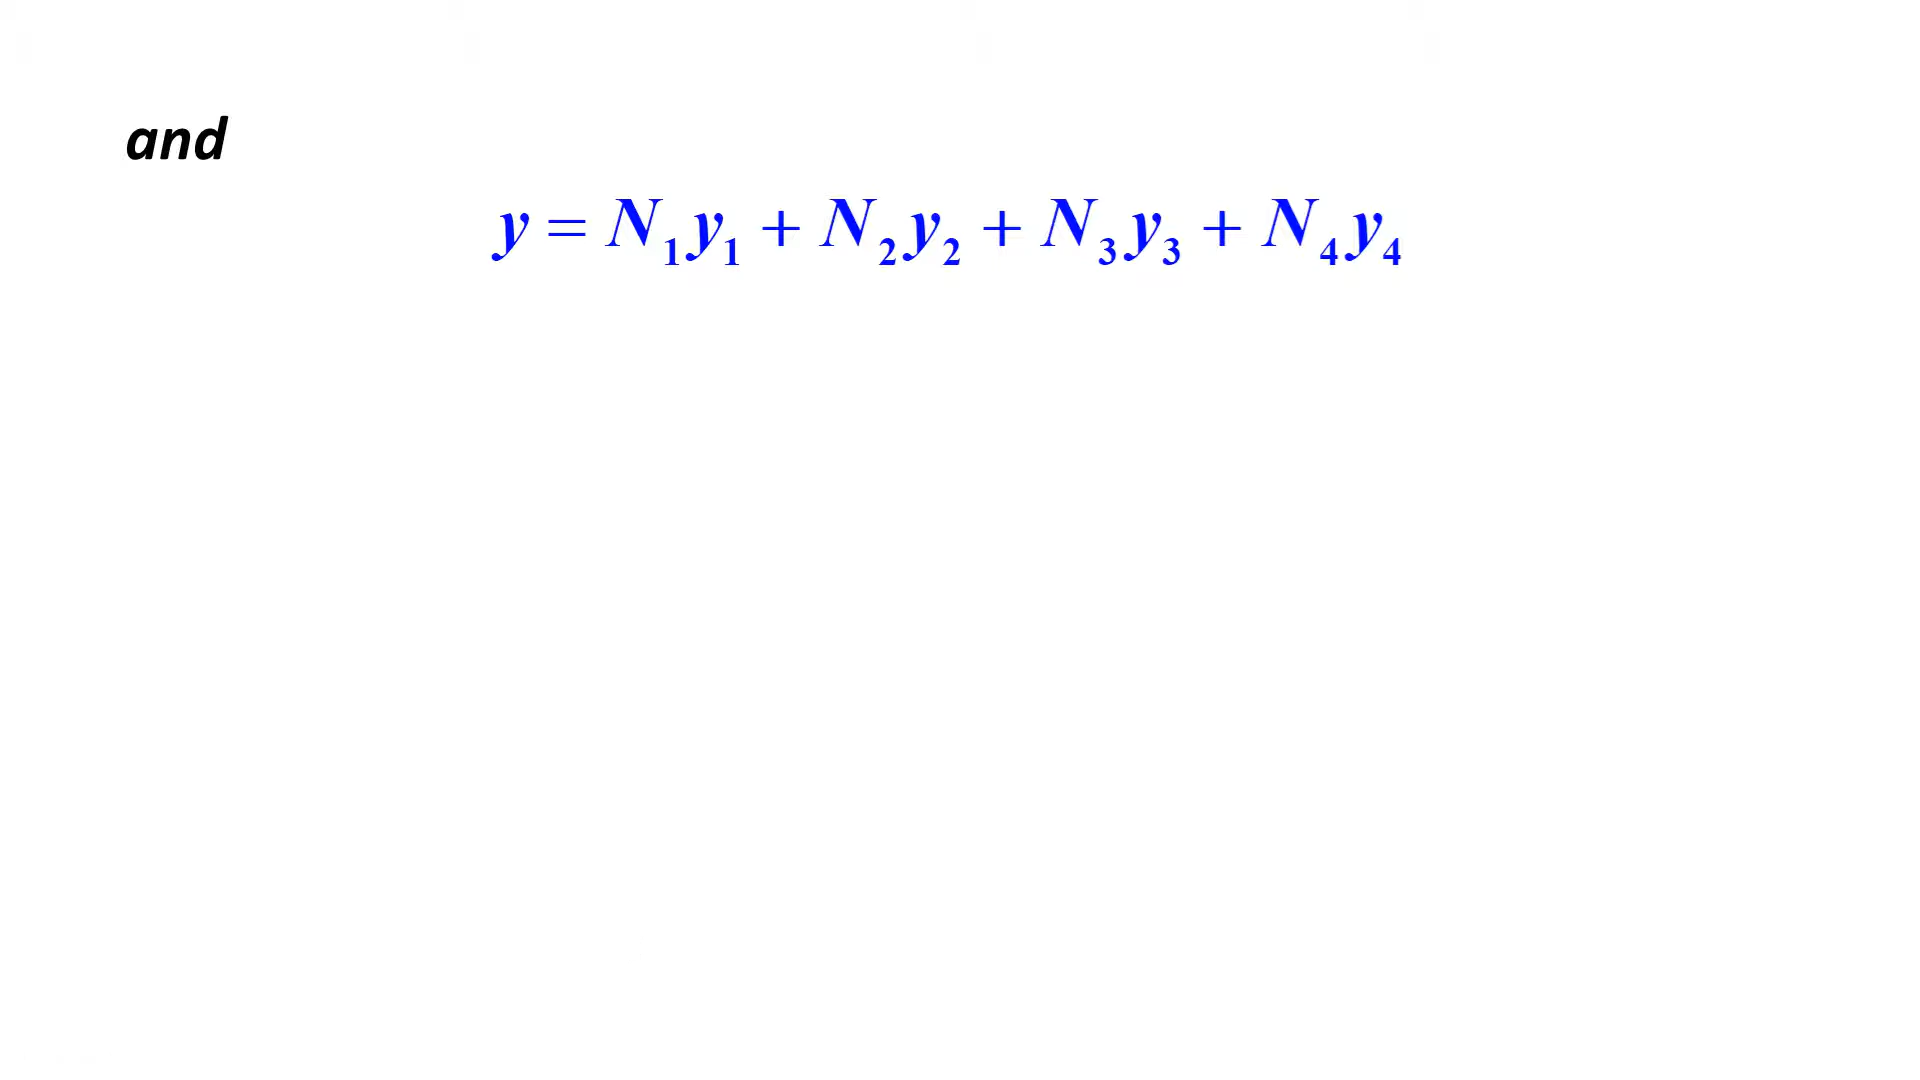 and
y = N₁y₁ + N₂y₂ + N₃y₃ + N₄y₄